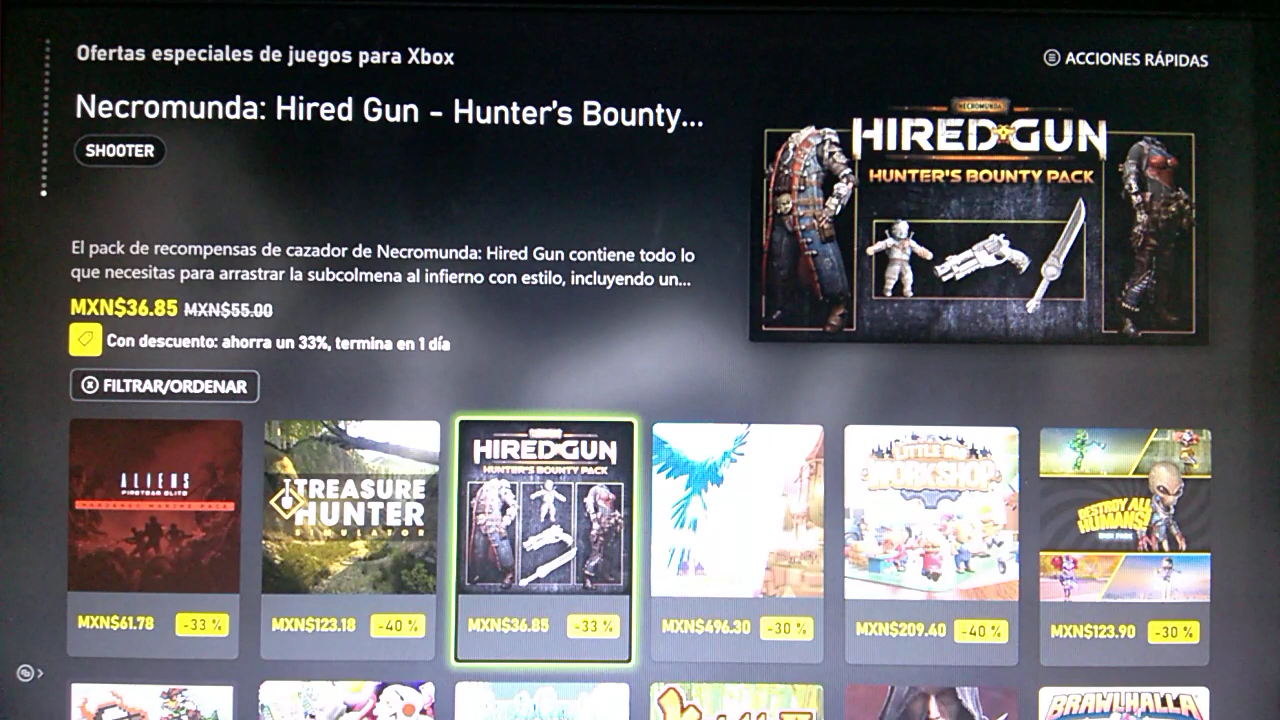 Ofertas especiales de juegos para Xbox
ACCIONES RÁPIDAS
Necromunda: Hired Gun - Hunter's Bounty...
SHOOTER
NECROMUNDA
HIRED GUN
HUNTER'S BOUNTY PACK
El pack de recompensas de cazador de Necromunda: Hired Gun contiene todo lo
que necesitas para arrastrar la subcolmena al infierno con estilo, incluyendo un...
MXN$36.85 MXN$55.00
Con descuento: ahorra un 33%, termina en 1 día
FILTRAR/ORDENAR
ALIENS
FIRETEAM ELITE
MXN$61.78 -33 %
TREASURE
HUNTER
SIMULATOR
MXN$123.18 -40 %
HIRED GUN
HUNTER'S BOUNTY PACK
MXN$36.85 -33 %
MXN$496.30 -30 %
LITTLE BIG
WORKSHOP
MXN$209.40 -40 %
DESTROY ALL
HUMANS!
SKIN PACK
MXN$123.90 -30 %
BRAWLHALLA